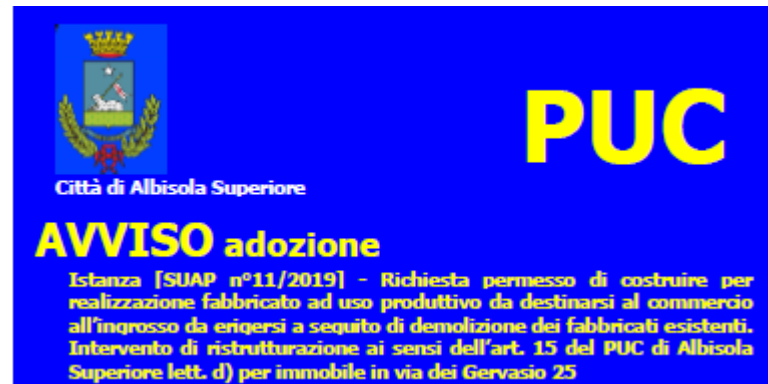 PUC
Città di Albisola Superiore
AVVISO adozione
Istanza [SUAP n°11/2019] - Richiesta permesso di costruire per
realizzazione fabbricato ad uso produttivo da destinarsi al commercio
all'ingrosso da erigersi a seguito di demolizione dei fabbricati esistenti.
Intervento di ristrutturazione ai sensi dell'art. 15 del PUC di Albisola
Superiore lett. d) per immobile in via dei Gervasio 25